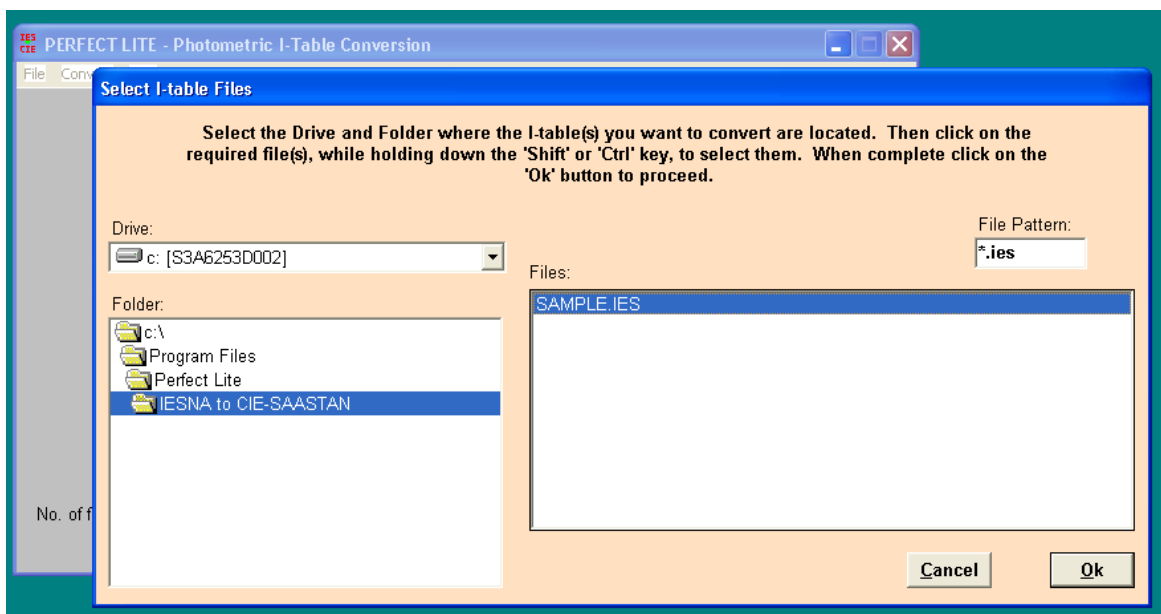 IES
CIE
PERFECT LITE - Photometric I-Table Conversion
File Conv
Select I-table Files
Select the Drive and Folder where the I-table(s) you want to convert are located. Then click on the
required file(s), while holding down the 'Shift' or 'Ctrl' key, to select them. When complete click on the
'Ok' button to proceed.
Drive:
c: [S3A6253D002]
File Pattern:
*.ies
Folder:
c:\
Program Files
Perfect Lite
IESNA to CIE-SAASTAN
Files:
SAMPLE.IES
No. of f
Cancel
Ok